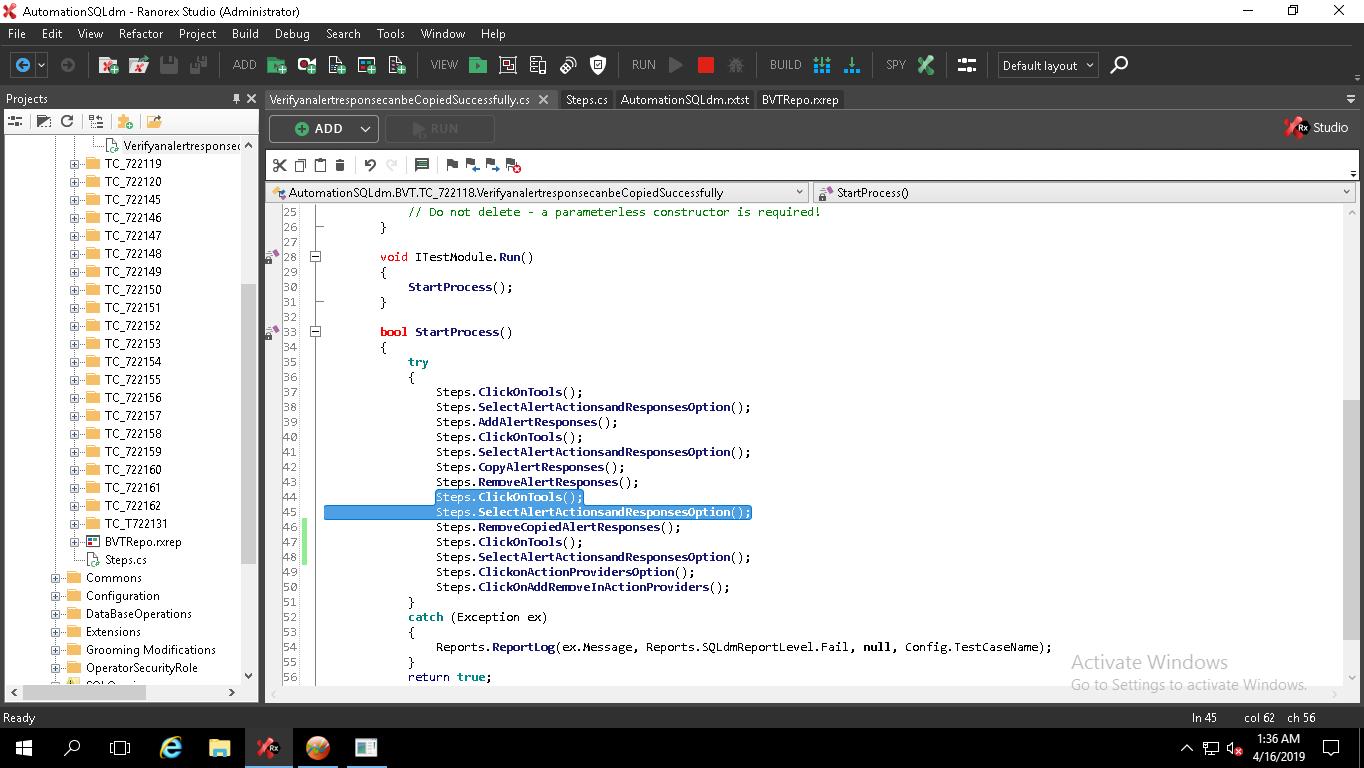 AutomationSQLdm - Ranorex Studio (Administrator)
File Edit View Refactor Project Build Debug Search Tools Window Help
ADD VIEW RUN BUILD SPY Default layout
Projects
VerifyanalertresponsecanbeCopiedSuccessfully.cs Steps.cs AutomationSQLdm.rxtst BVTRepo.rxrep
ADD RUN Rx Studio
AutomationSQLdm.BVT.TC_722118.VerifyanalertresponsecanbeCopiedSuccessfully StartProcess()
Verifyanalertresponsec
TC_722119
TC_722120
TC_722145
TC_722146
TC_722147
TC_722148
TC_722149
TC_722150
TC_722151
TC_722152
TC_722153
TC_722154
TC_722155
TC_722156
TC_722157
TC_722158
TC_722159
TC_722160
TC_722161
TC_722162
TC_T722131
BVTRepo.rxrep
Steps.cs
Commons
Configuration
DataBaseOperations
Extensions
Grooming Modifications
OperatorSecurityRole
25 // Do not delete - a parameterless constructor is required!
26 }
27
28 void ITestModule.Run()
29 {
30 StartProcess();
31 }
32
33 bool StartProcess()
34 {
35 try
36 {
37 Steps.ClickOnTools();
38 Steps.SelectAlertActionsandResponsesOption();
39 Steps.AddAlertResponses();
40 Steps.ClickOnTools();
41 Steps.SelectAlertActionsandResponsesOption();
42 Steps.CopyAlertResponses();
43 Steps.RemoveAlertResponses();
44 Steps.ClickOnTools();
45 Steps.SelectAlertActionsandResponsesOption();
46 Steps.RemoveCopiedAlertResponses();
47 Steps.ClickOnTools();
48 Steps.SelectAlertActionsandResponsesOption();
49 Steps.ClickonActionProvidersOption();
50 Steps.ClickOnAddRemoveInActionProviders();
51 }
52 catch (Exception ex)
53 {
54 Reports.ReportLog(ex.Message, Reports.SQLdmReportLevel.Fail, null, Config.TestCaseName);
55 }
56 return true;
Activate Windows
Go to Settings to activate Windows.
Ready ln 45 col 62 ch 56
Rx
1:36 AM
4/16/2019